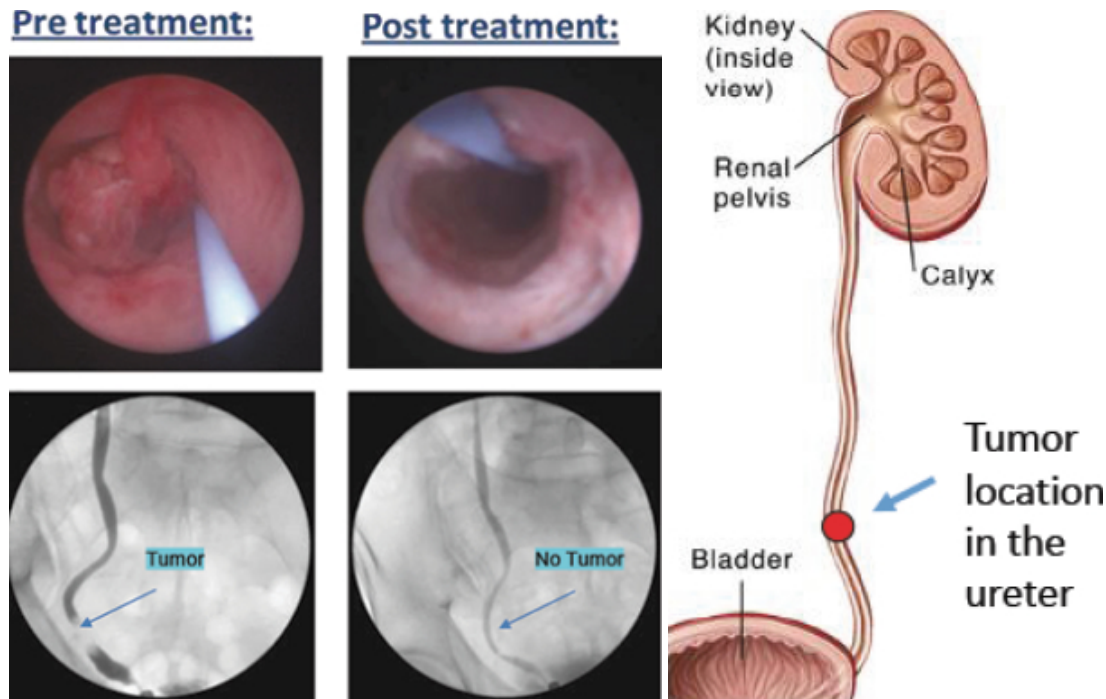 Pre treatment:
Post treatment:
Tumor
No Tumor
Kidney
(inside
view)
Renal
pelvis
Calyx
Tumor
location
in the
ureter
Bladder